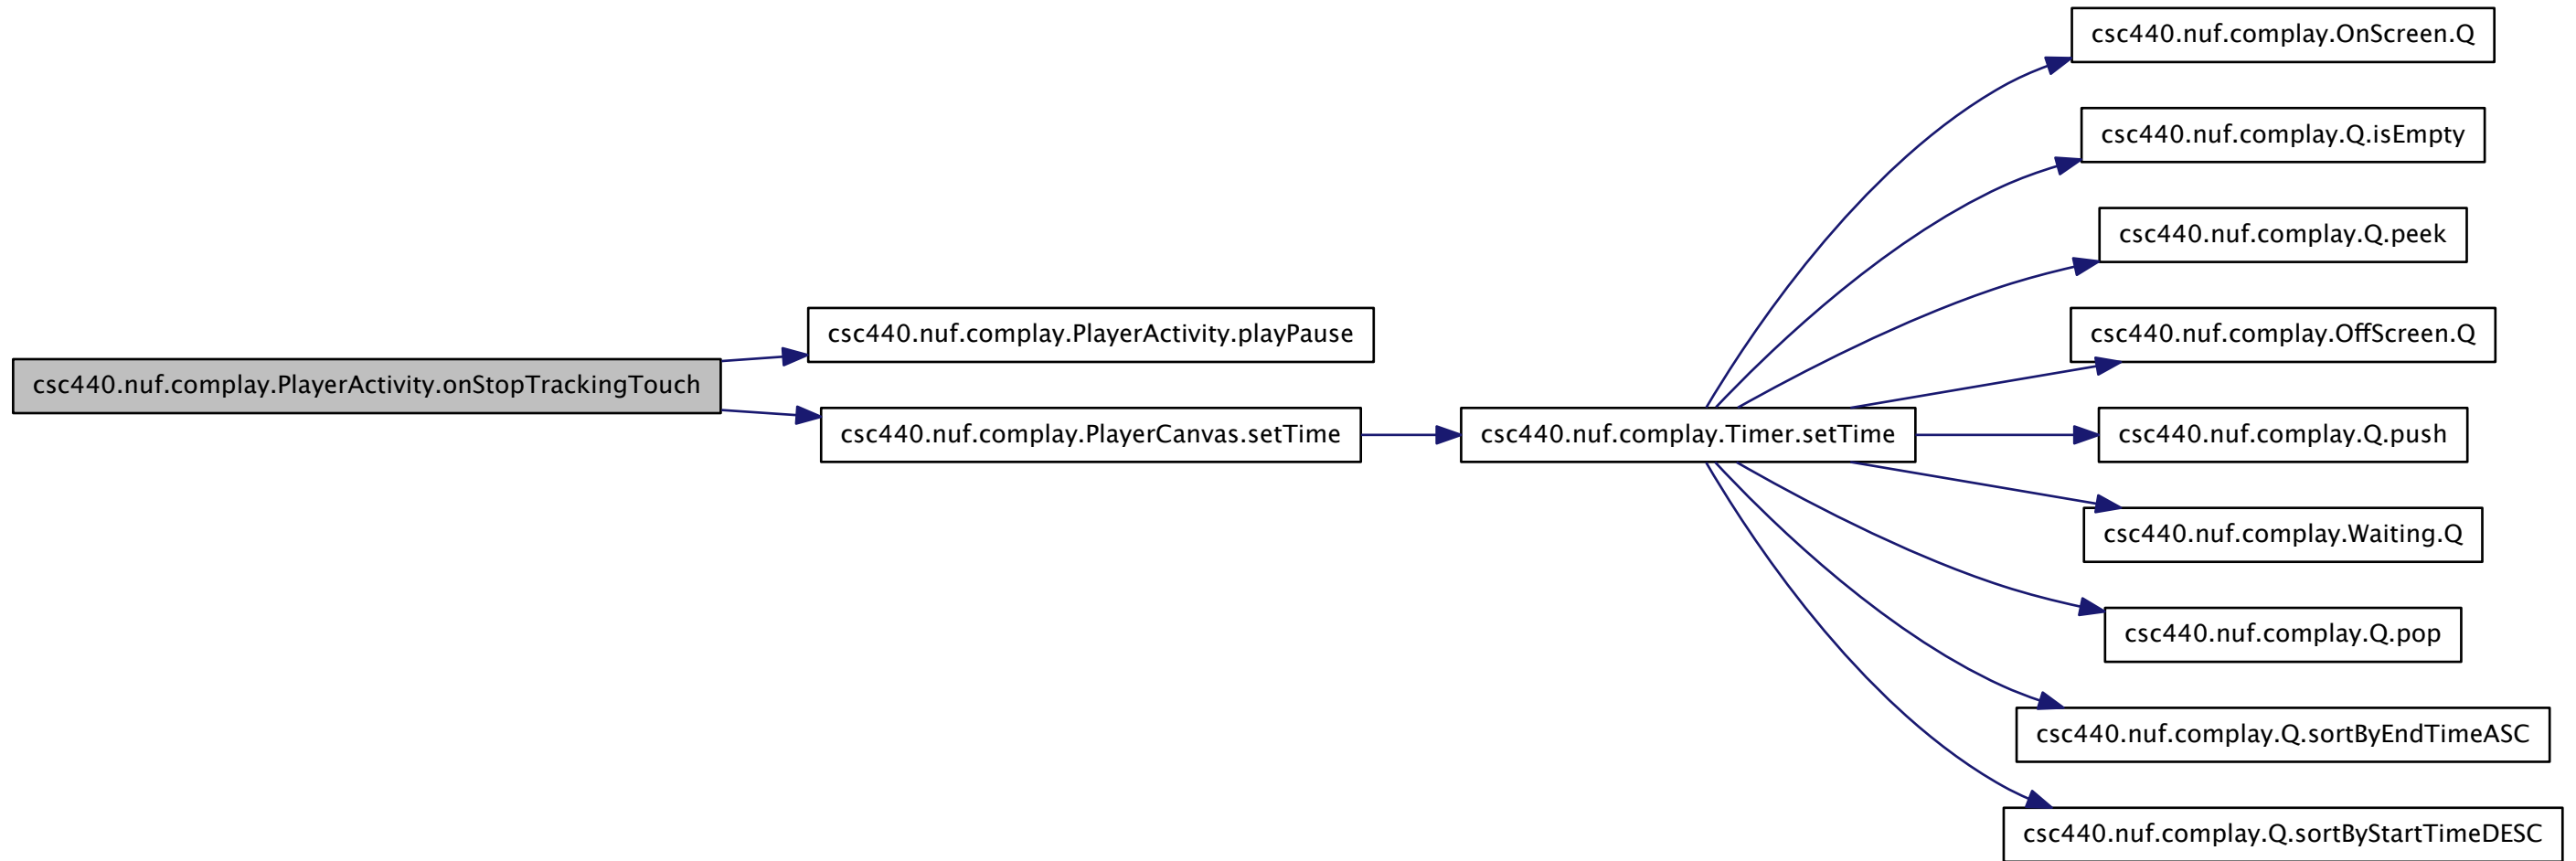 csc440.nuf.complay.PlayerActivity.onStopTrackingTouch
csc440.nuf.complay.PlayerActivity.playPause
csc440.nuf.complay.PlayerCanvas.setTime
csc440.nuf.complay.Timer.setTime
csc440.nuf.complay.OnScreen.Q
csc440.nuf.complay.Q.isEmpty
csc440.nuf.complay.Q.peek
csc440.nuf.complay.OffScreen.Q
csc440.nuf.complay.Q.push
csc440.nuf.complay.Waiting.Q
csc440.nuf.complay.Q.pop
csc440.nuf.complay.Q.sortByEndTimeASC
csc440.nuf.complay.Q.sortByStartTimeDESC